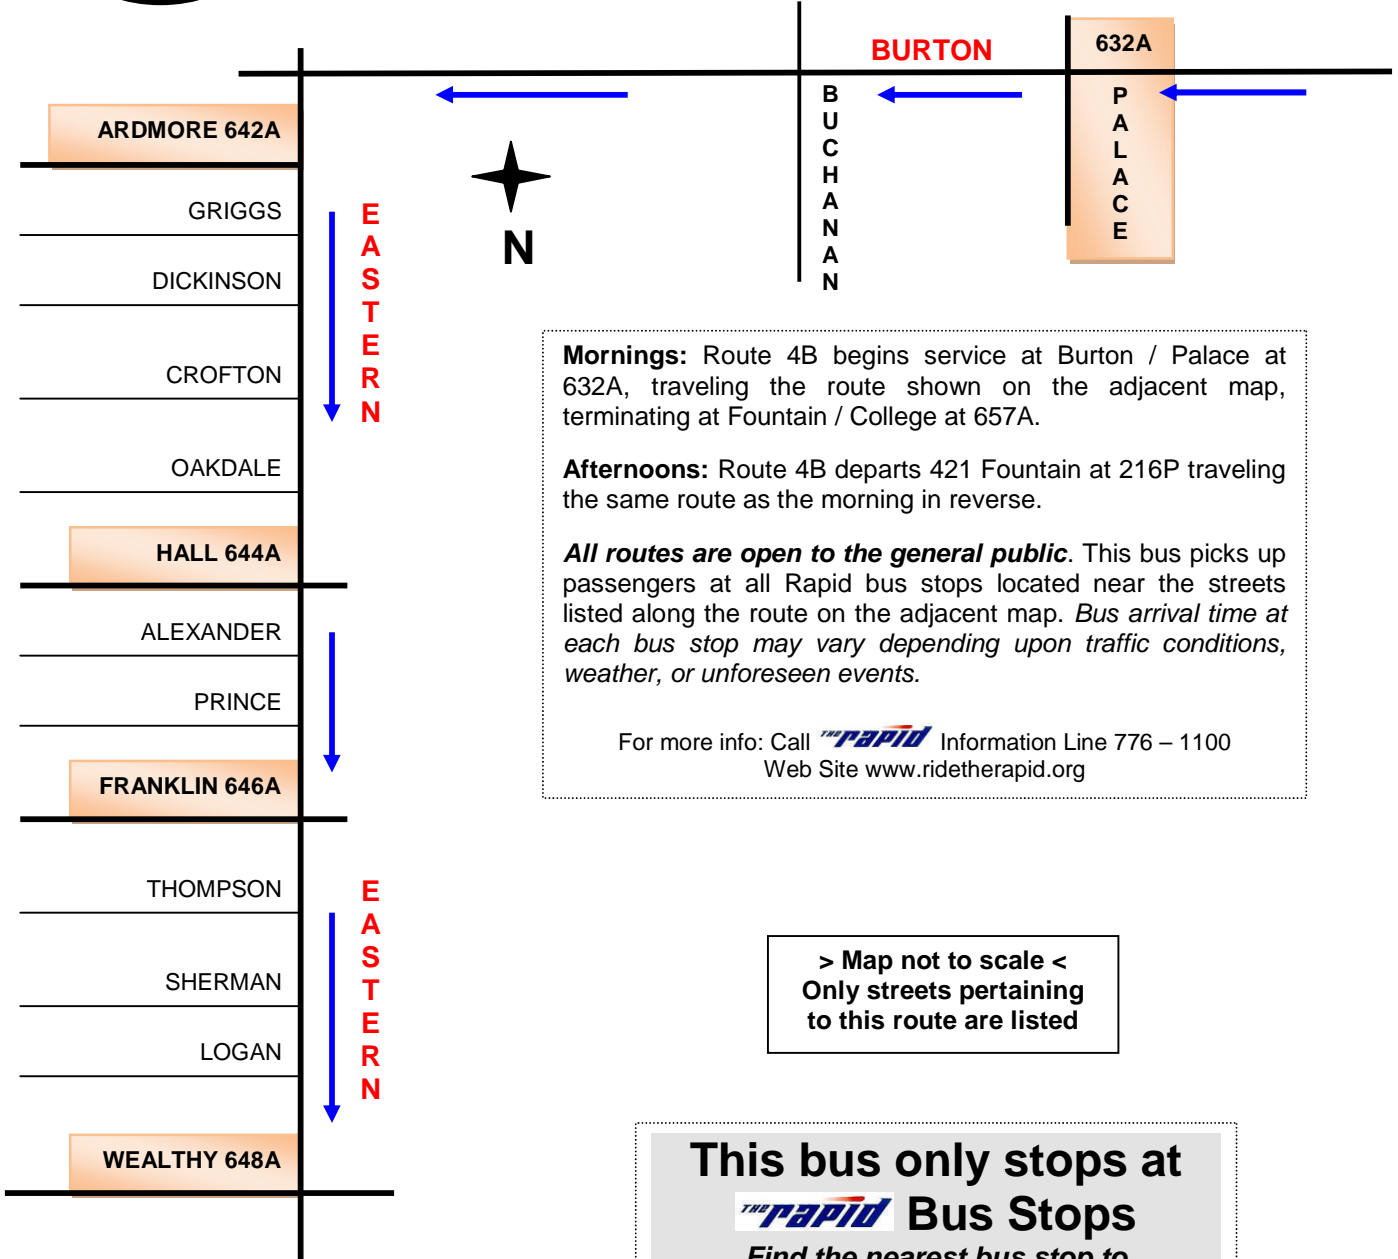 BURTON
632A
PALACE
BUCHANAN
ARDMORE 642A
GRIGGS
DICKINSON
CROFTON
OAKDALE
EASTERN
N
HALL 644A
ALEXANDER
PRINCE
FRANKLIN 646A
THOMPSON
SHERMAN
LOGAN
EASTERN
WEALTHY 648A
Mornings: Route 4B begins service at Burton / Palace at
632A, traveling the route shown on the adjacent map,
terminating at Fountain / College at 657A.
Afternoons: Route 4B departs 421 Fountain at 216P traveling
the same route as the morning in reverse.
All routes are open to the general public. This bus picks up
passengers at all Rapid bus stops located near the streets
listed along the route on the adjacent map. Bus arrival time at
each bus stop may vary depending upon traffic conditions,
weather, or unforeseen events.
For more info: Call THE rapid Information Line 776 – 1100
Web Site www.ridetherapid.org
> Map not to scale <
Only streets pertaining
to this route are listed
This bus only stops at
THE rapid Bus Stops
Find the nearest bus stop to